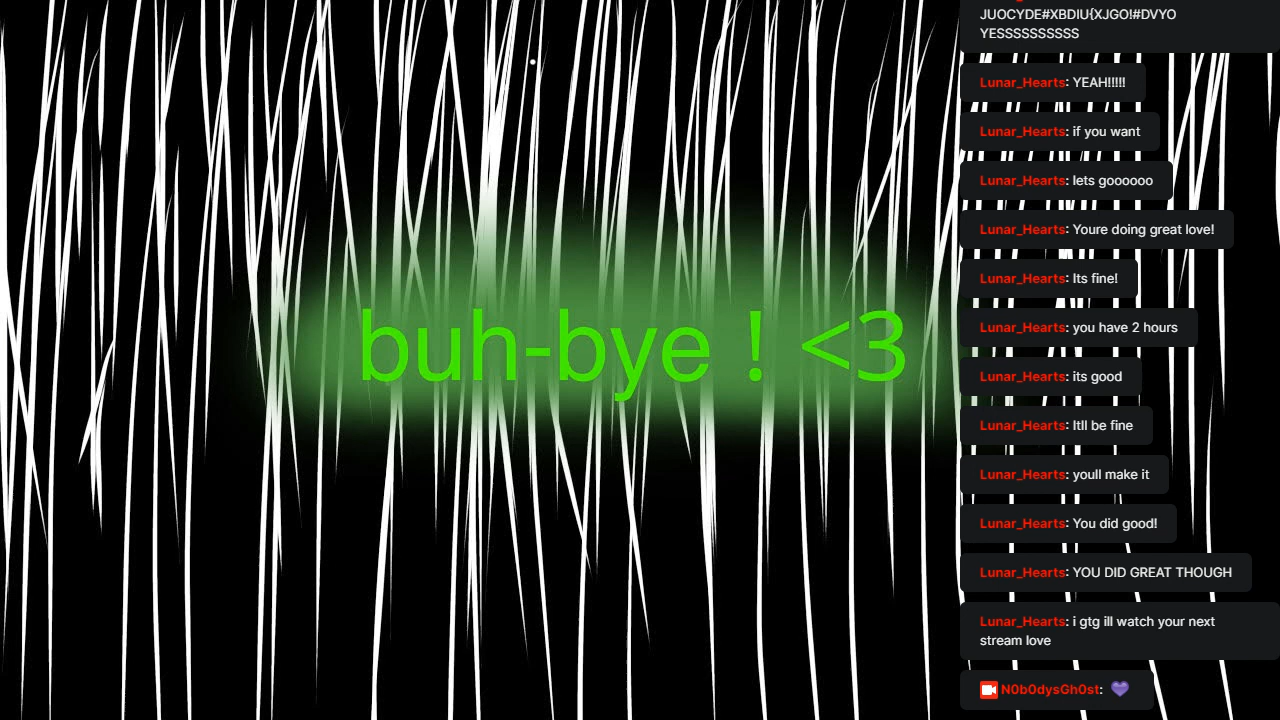 buh-bye ! <3
JUOCYDE#XBDIU{XJGO!#DVYO
YESSSSSSSSSS
Lunar_Hearts: YEAH!!!!!
Lunar_Hearts: if you want
Lunar_Hearts: lets goooooo
Lunar_Hearts: Youre doing great love!
Lunar_Hearts: Its fine!
Lunar_Hearts: you have 2 hours
Lunar_Hearts: its good
Lunar_Hearts: Itll be fine
Lunar_Hearts: youll make it
Lunar_Hearts: You did good!
Lunar_Hearts: YOU DID GREAT THOUGH
Lunar_Hearts: i gtg ill watch your next
stream love
N0b0dysGh0st: 💜